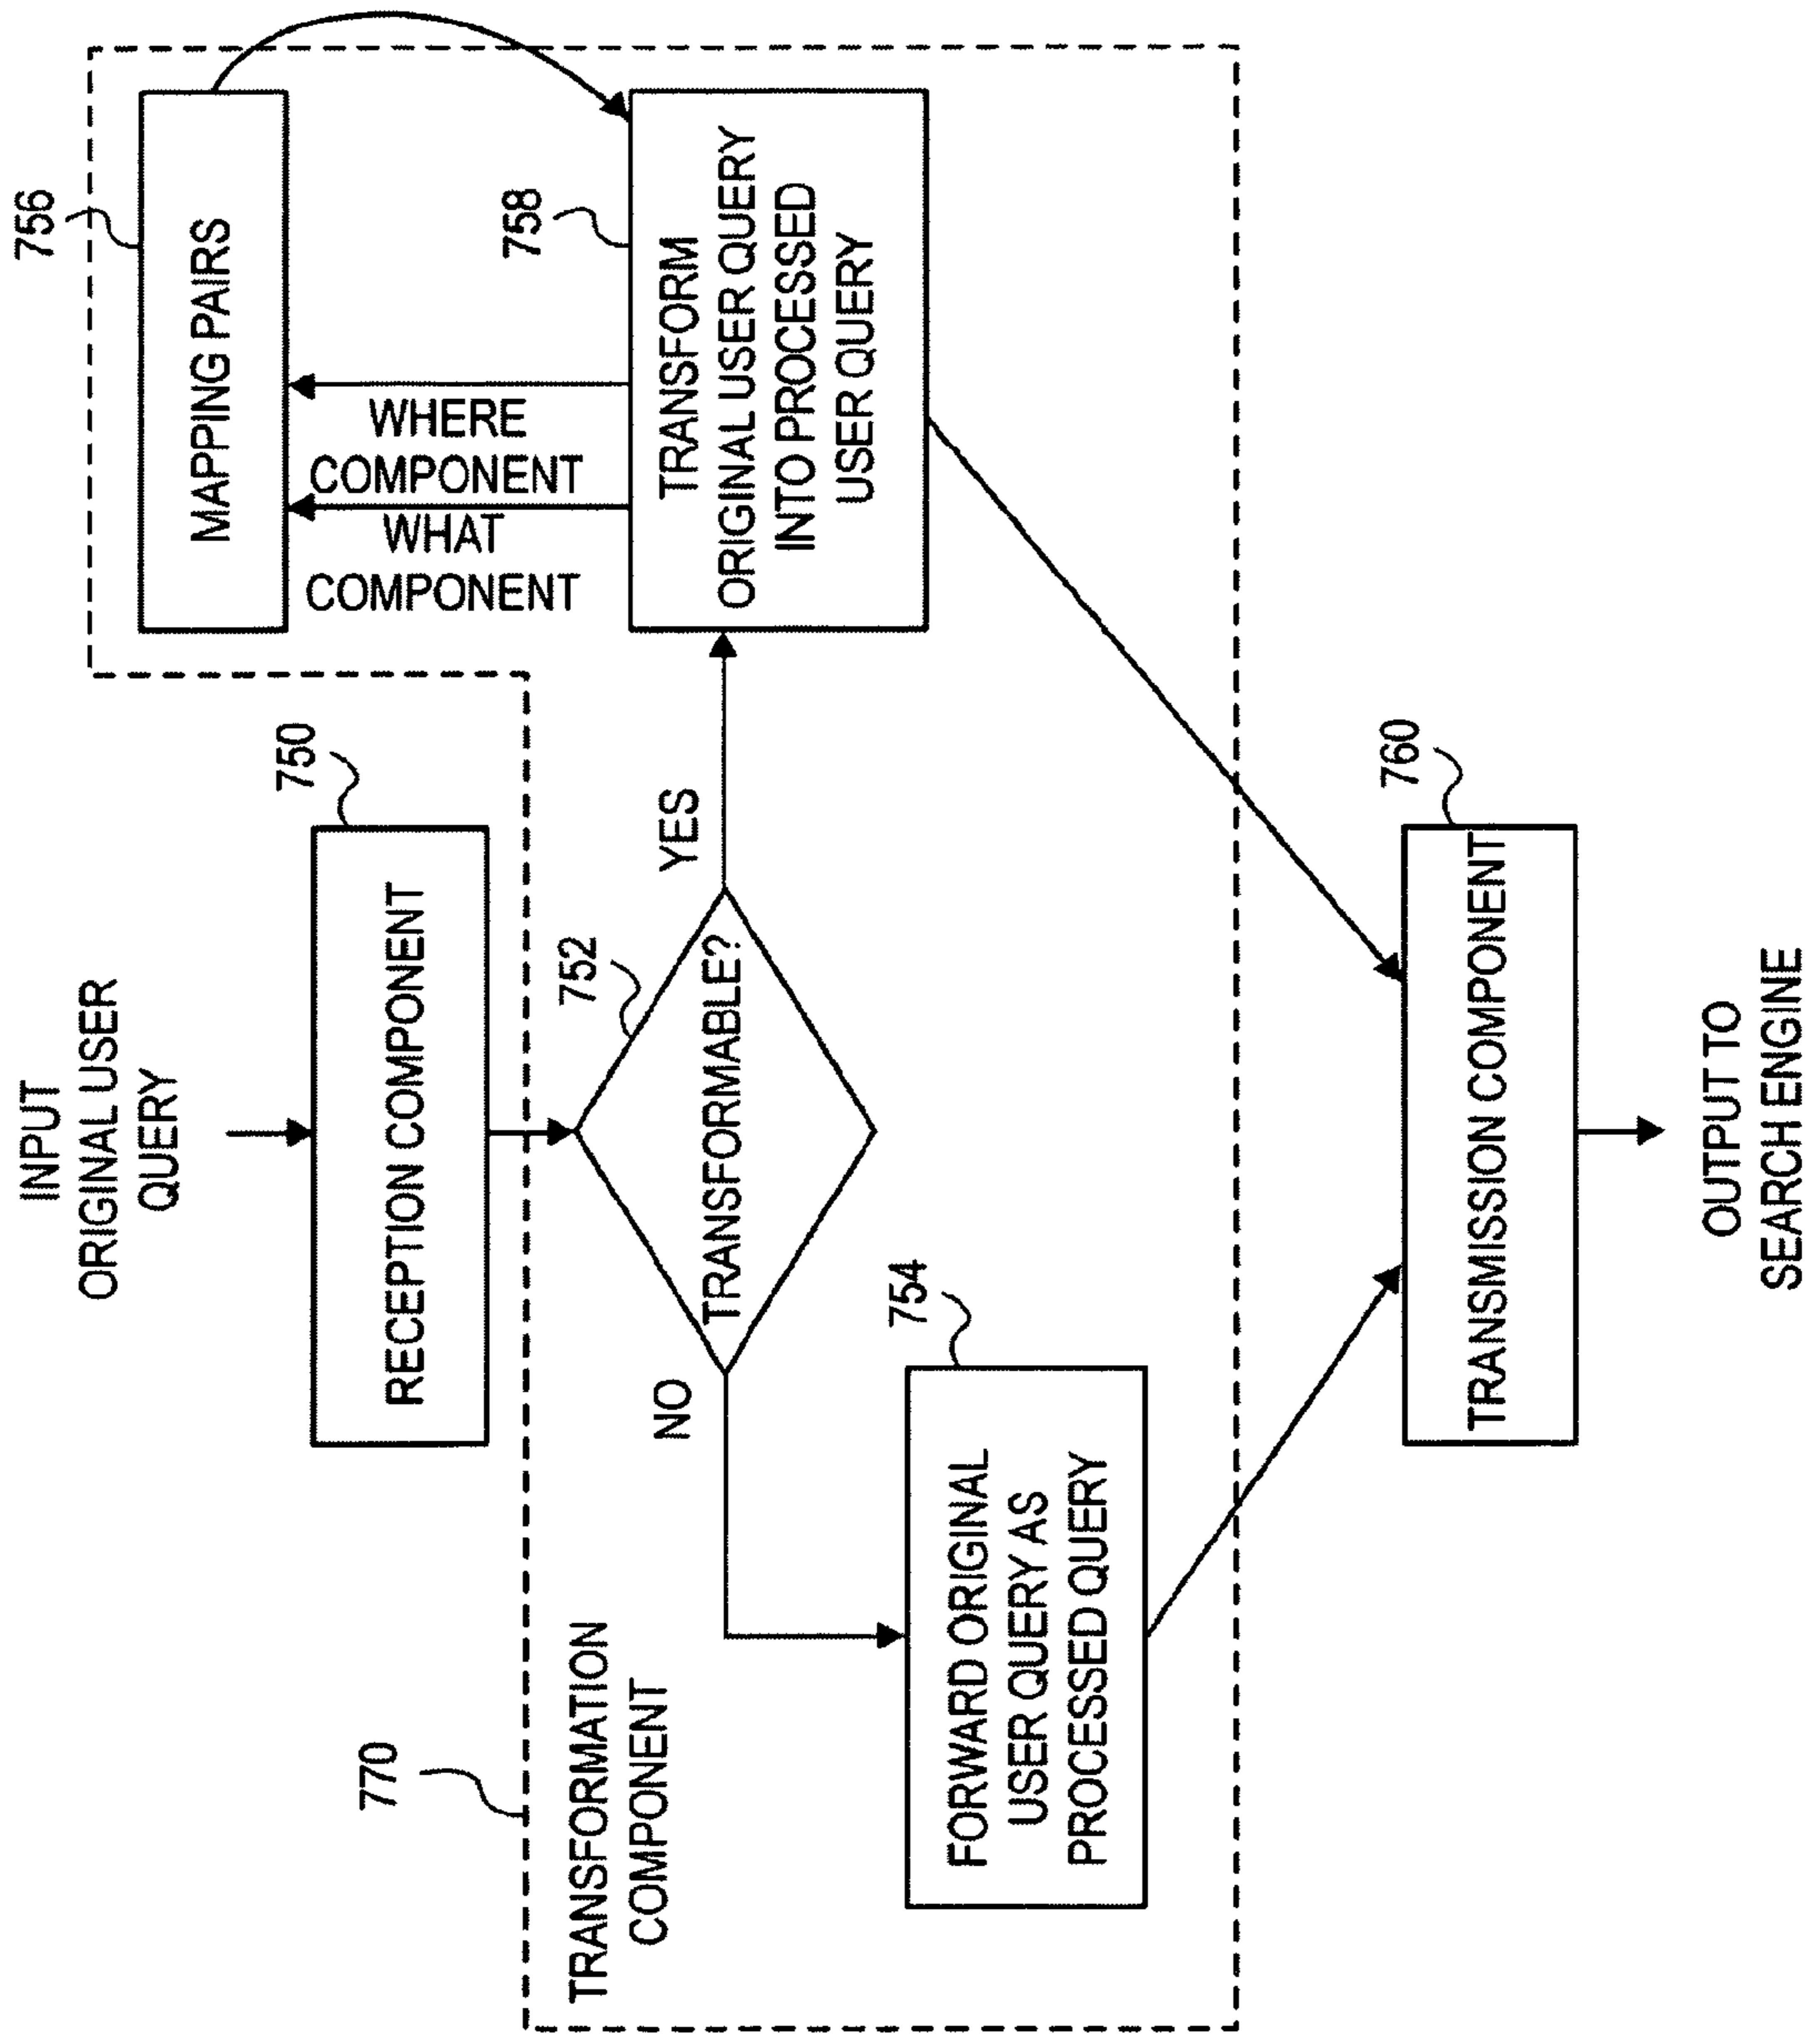 INPUT
ORIGINAL USER
QUERY
750
RECEPTION COMPONENT
770
TRANSFORMATION
COMPONENT
752
TRANSFORMABLE?
NO
YES
754
FORWARD ORIGINAL
USER QUERY AS
PROCESSED QUERY
756
MAPPING PAIRS
WHERE
COMPONENT
WHAT
COMPONENT
758
TRANSFORM
ORIGINAL USER QUERY
INTO PROCESSED
USER QUERY
760
TRANSMISSION COMPONENT
OUTPUT TO
SEARCH ENGINE